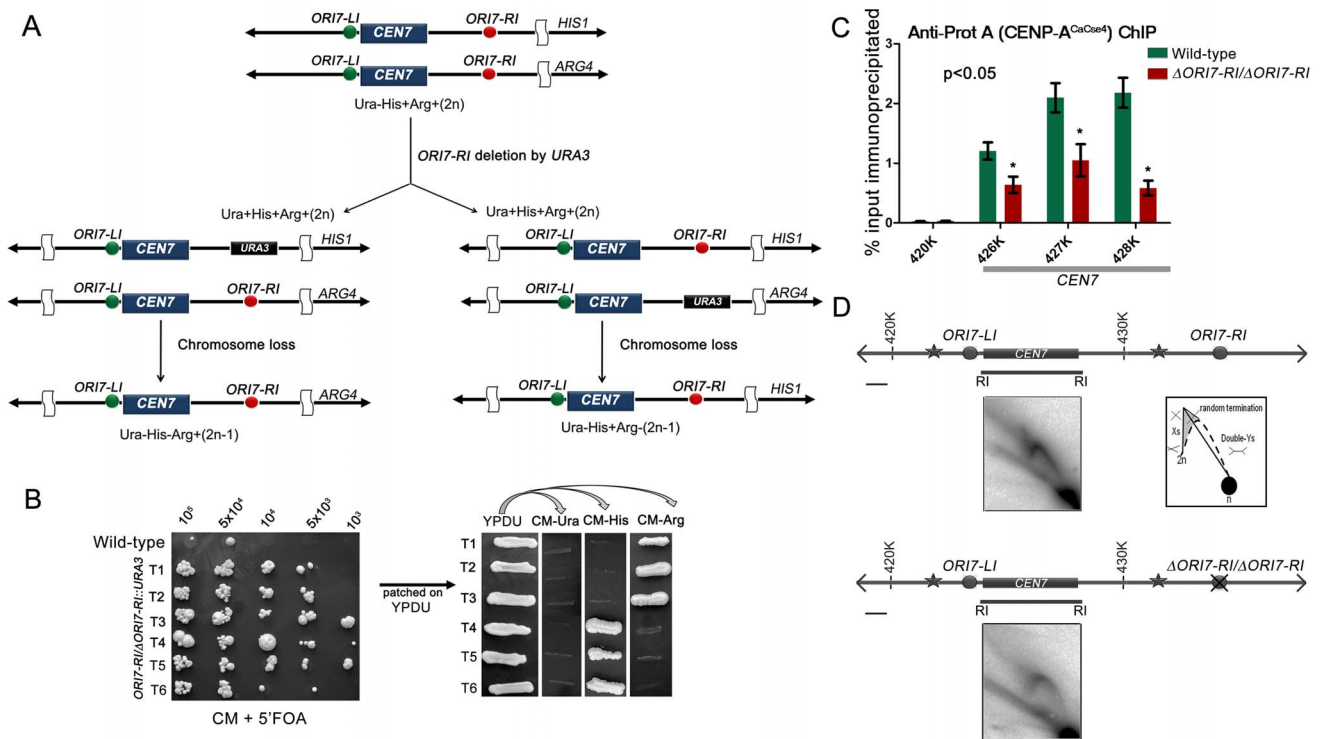 A
ORI7-LI CEN7 ORI7-RI HIS1
ORI7-LI CEN7 ORI7-RI ARG4
Ura-His+Arg+(2n)
ORI7-RI deletion by URA3
Ura+His+Arg+(2n)
ORI7-LI CEN7 URA3 HIS1
ORI7-LI CEN7 ORI7-RI ARG4
Chromosome loss
ORI7-LI CEN7 ORI7-RI ARG4
Ura-His-Arg+(2n-1)
Ura+His+Arg+(2n)
ORI7-LI CEN7 ORI7-RI HIS1
ORI7-LI CEN7 URA3 ARG4
Chromosome loss
ORI7-LI CEN7 ORI7-RI HIS1
Ura-His+Arg-(2n-1)
B
10⁵ 5X10⁴ 10⁴ 5X10³ 10³
Wild-type
ORI7-RI/ΔORI7-RI::URA3
T1
T2
T3
T4
T5
T6
CM + 5'FOA
patched on
YPDU
YPDU CM-Ura CM-His CM-Arg
T1
T2
T3
T4
T5
T6
C
Anti-Prot A (CENP-A^CaCse4) ChIP
Wild-type
ΔORI7-RI/ΔORI7-RI
p<0.05
% input immunoprecipitated
3
2
1
0
* * *
420K 426K 427K 428K
CEN7
D
420K ORI7-LI CEN7 430K ORI7-RI
RI RI
random termination
Xs
Double-Ys
2n
n
420K ORI7-LI CEN7 430K ΔORI7-RI/ΔORI7-RI
RI RI